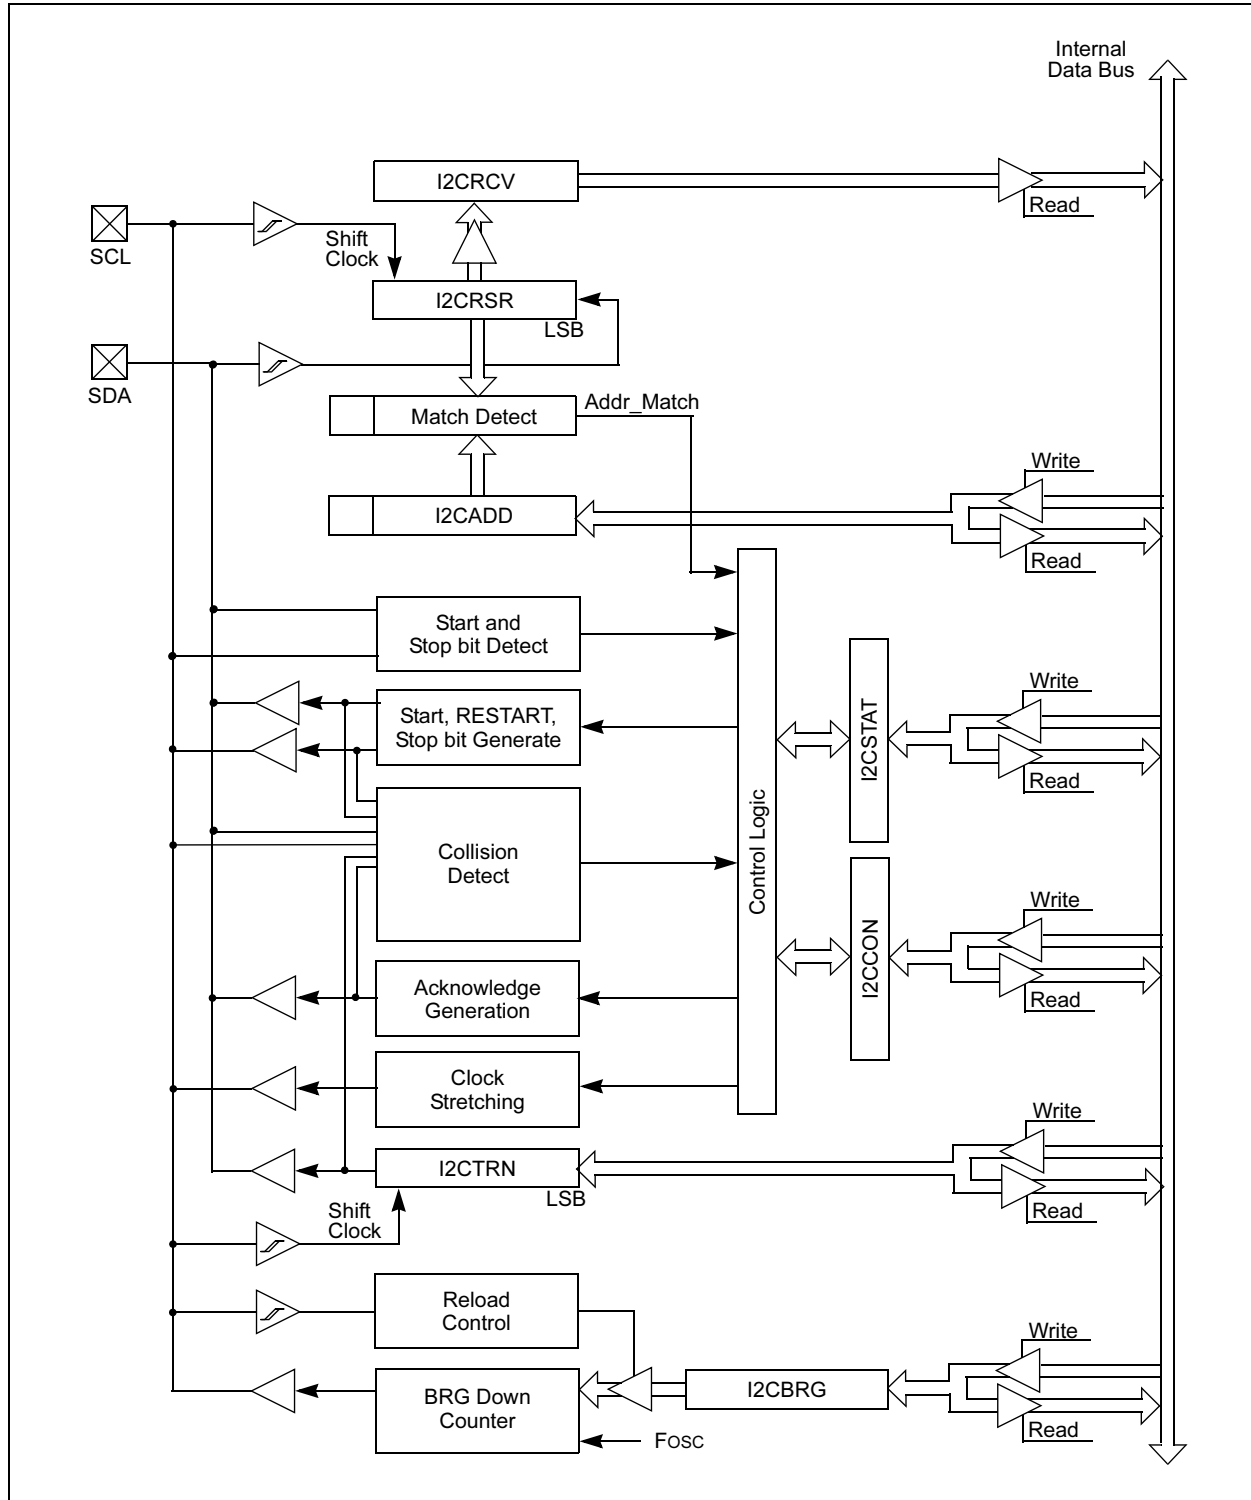 Internal
Data Bus
I2CRCV
Read
SCL
Shift
Clock
I2CRSR
LSB
SDA
Match Detect
Addr_Match
Write
I2CADD
Read
Start and
Stop bit Detect
Write
Start, RESTART,
Stop bit Generate
I2CSTAT
Read
Control Logic
Collision
Detect
Write
I2CCON
Acknowledge
Generation
Read
Clock
Stretching
Write
I2CTRN
LSB
Shift
Clock
Read
Reload
Control
Write
BRG Down
Counter
I2CBRG
Read
FOSC